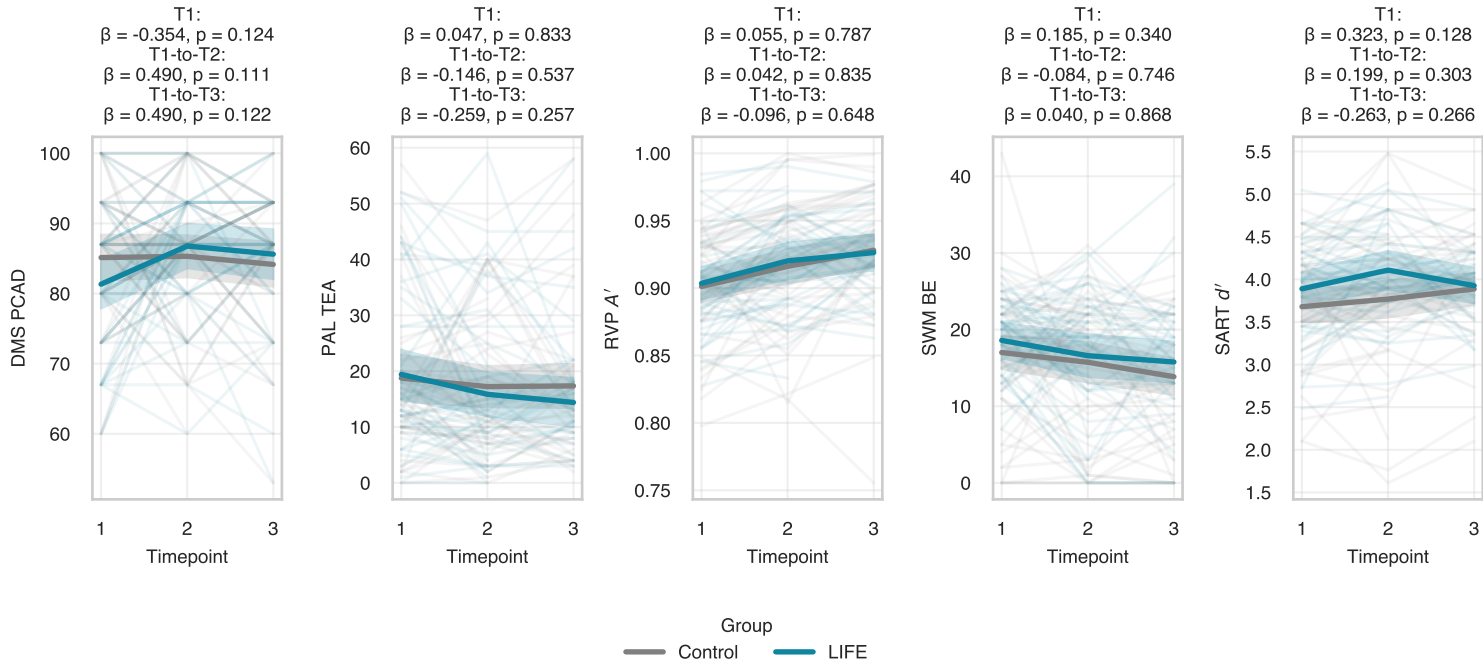 T1:
β = -0.354, p = 0.124
T1-to-T2:
β = 0.490, p = 0.111
T1-to-T3:
β = 0.490, p = 0.122
T1:
β = 0.047, p = 0.833
T1-to-T2:
β = -0.146, p = 0.537
T1-to-T3:
β = -0.259, p = 0.257
T1:
β = 0.055, p = 0.787
T1-to-T2:
β = 0.042, p = 0.835
T1-to-T3:
β = -0.096, p = 0.648
T1:
β = 0.185, p = 0.340
T1-to-T2:
β = -0.084, p = 0.746
T1-to-T3:
β = 0.040, p = 0.868
T1:
β = 0.323, p = 0.128
T1-to-T2:
β = 0.199, p = 0.303
T1-to-T3:
β = -0.263, p = 0.266
DMS PCAD
100
90
80
70
60
1 2 3
Timepoint
PAL TEA
60
50
40
30
20
10
0
1 2 3
Timepoint
RVP A′
1.00
0.95
0.90
0.85
0.80
0.75
1 2 3
Timepoint
SWM BE
40
30
20
10
0
1 2 3
Timepoint
SART d′
5.5
5.0
4.5
4.0
3.5
3.0
2.5
2.0
1.5
1 2 3
Timepoint
Group
Control LIFE